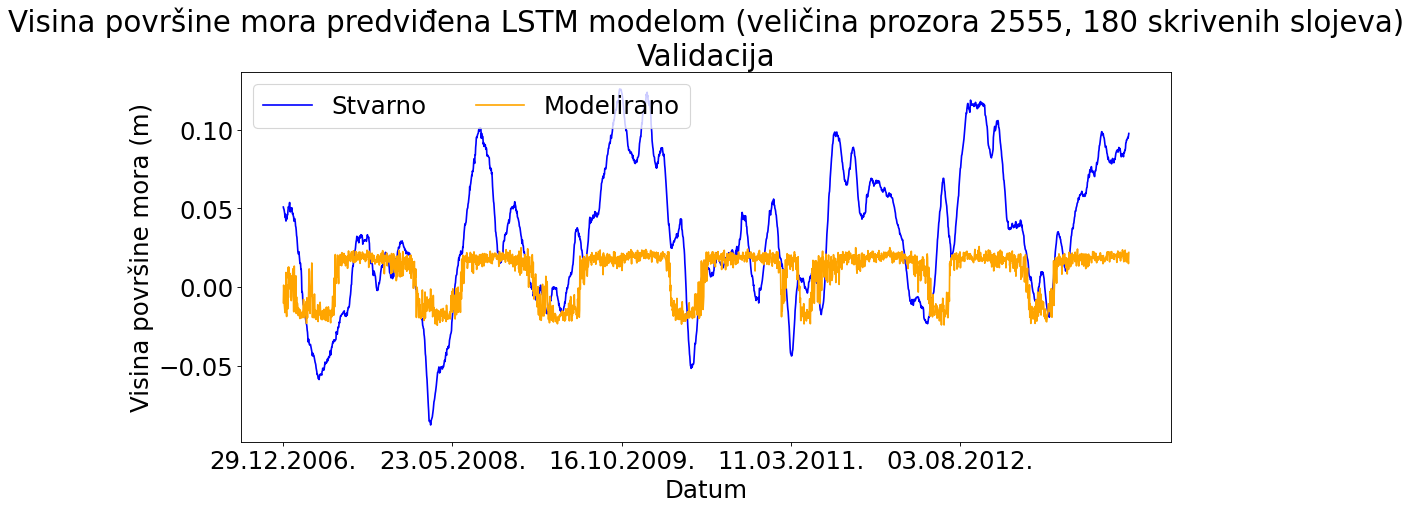 Visina površine mora predviđena LSTM modelom (veličina prozora 2555, 180 skrivenih slojeva)
Validacija
Stvarno Modelirano
Visina površine mora (m)
0.10
0.05
0.00
−0.05
29.12.2006. 23.05.2008. 16.10.2009. 11.03.2011. 03.08.2012.
Datum